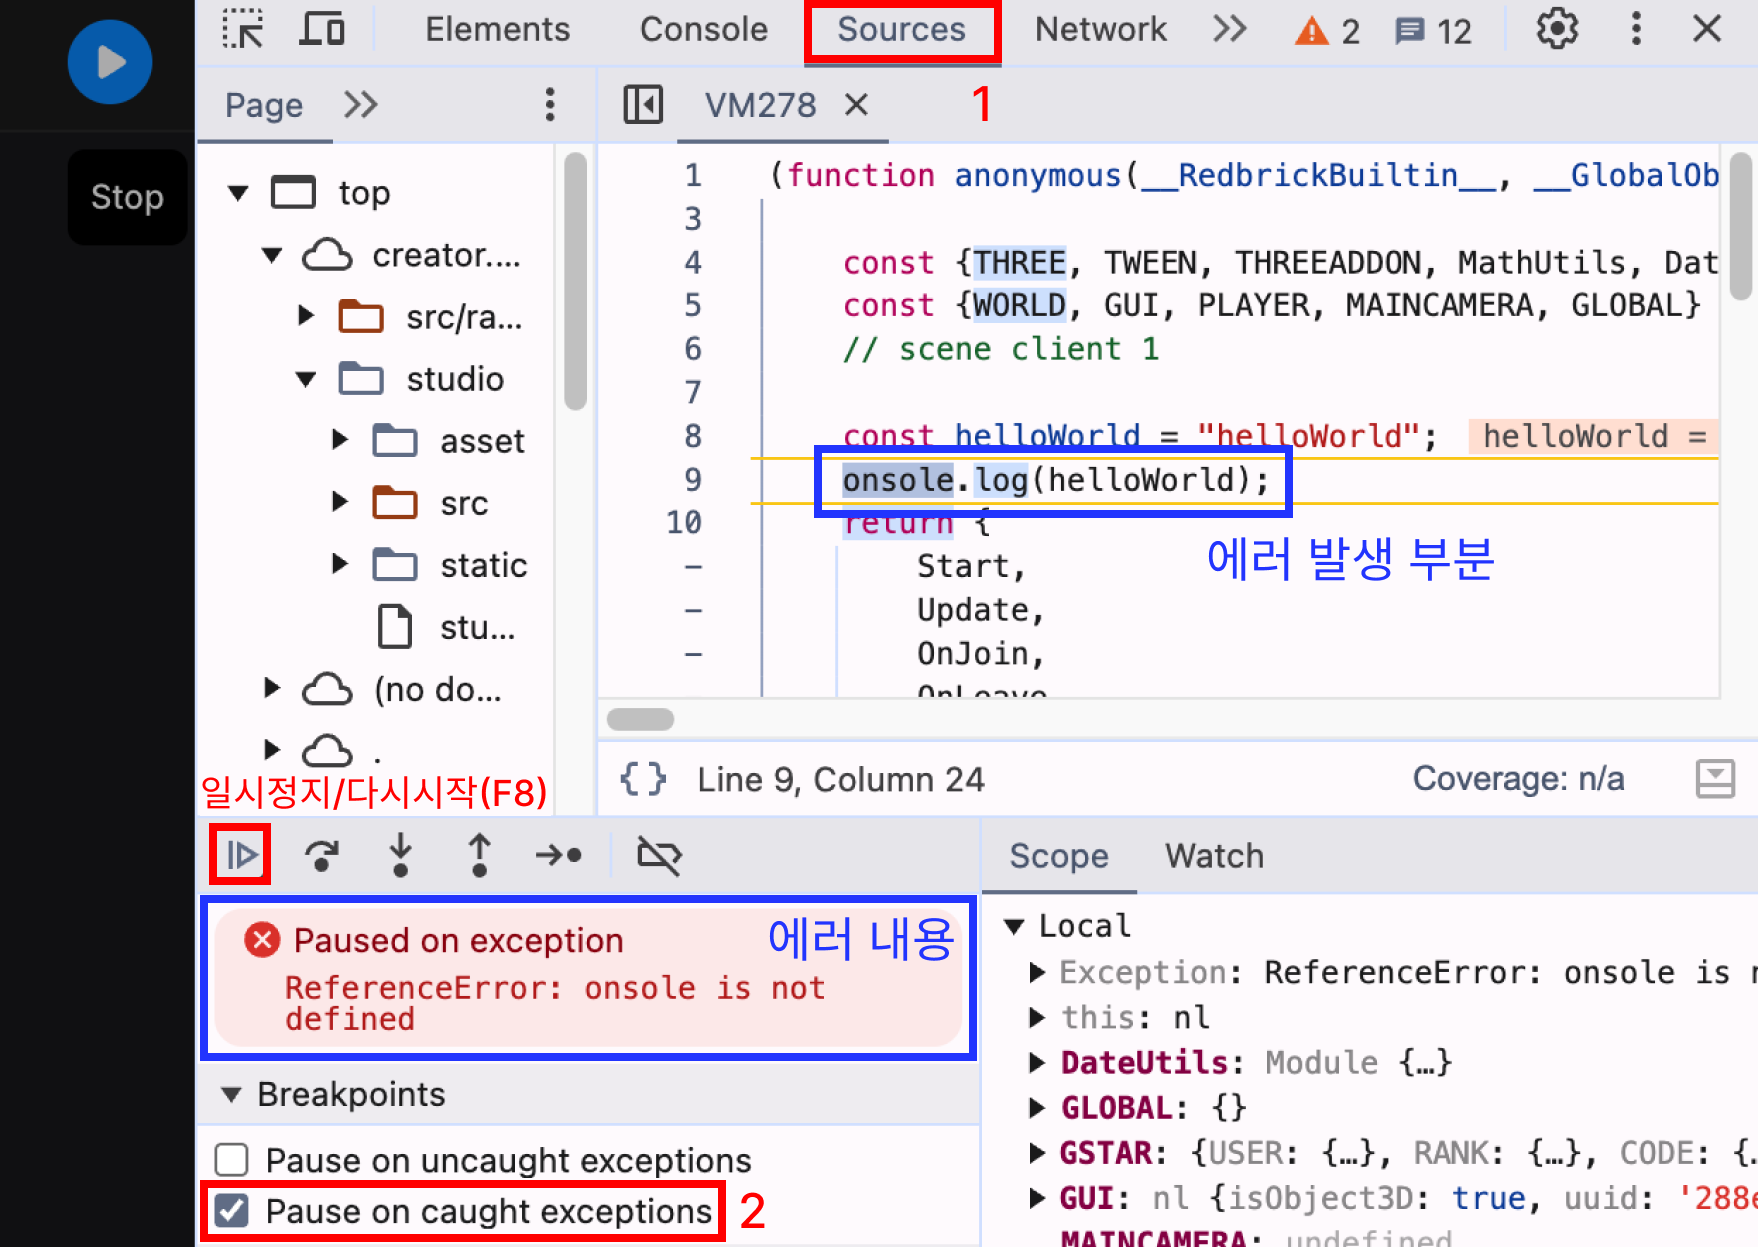 Elements Console Sources Network 2 12
Page
VM278
1
Stop
top
creator....
src/ra...
studio
asset
src
static
stu...
(no do...
.
일시정지/다시시작(F8)
1 (function anonymous(__RedbrickBuiltin__, __GlobalOb
3
4 const {THREE, TWEEN, THREEADDON, MathUtils, Dat
5 const {WORLD, GUI, PLAYER, MAINCAMERA, GLOBAL}
6 // scene client 1
7
8 const helloWorld = "helloWorld"; helloWorld =
9 onsole.log(helloWorld);
10 return {
에러 발생 부분
- Start,
- Update,
- OnJoin,
OnLeave
{} Line 9, Column 24 Coverage: n/a
Paused on exception
에러 내용
ReferenceError: onsole is not
defined
Breakpoints
Pause on uncaught exceptions
Pause on caught exceptions 2
Scope Watch
Local
Exception: ReferenceError: onsole is
this: nl
DateUtils: Module {…}
GLOBAL: {}
GSTAR: {USER: {…}, RANK: {…}, CODE: {…
GUI: nl {isObject3D: true, uuid: '288e
MAINCAMERA: undefined